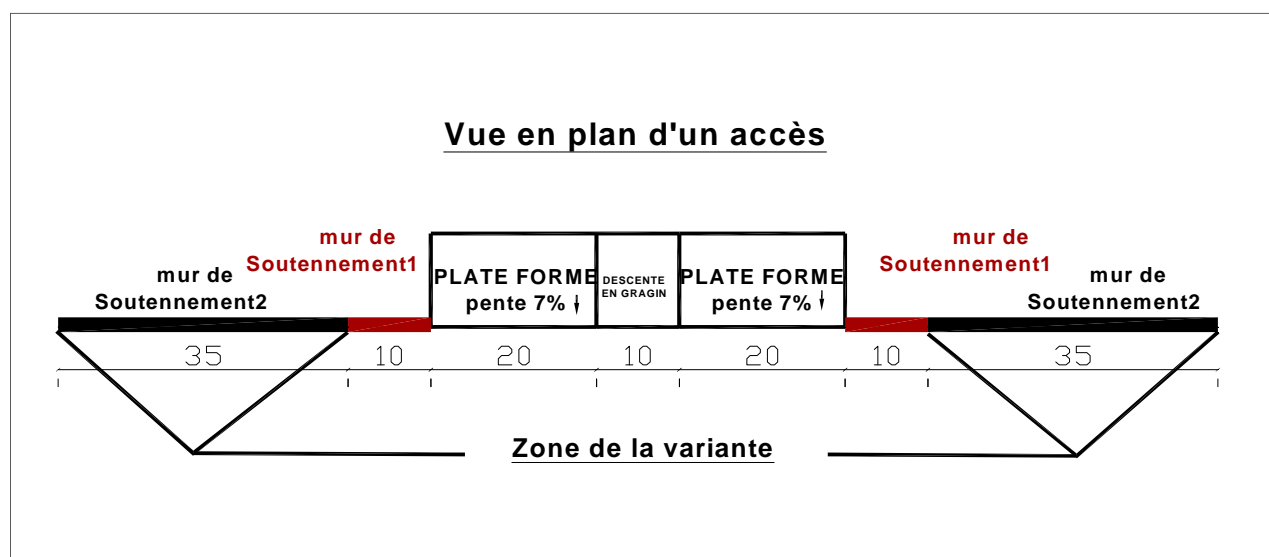 Vue en plan d'un accès
mur de
Soutennement1
mur de
Soutennement2
PLATE FORME
pente 7%
DESCENTE
EN GRAGIN
PLATE FORME
pente 7%
mur de
Soutennement1
mur de
Soutennement2
35 10 20 10 20 10 35
Zone de la variante